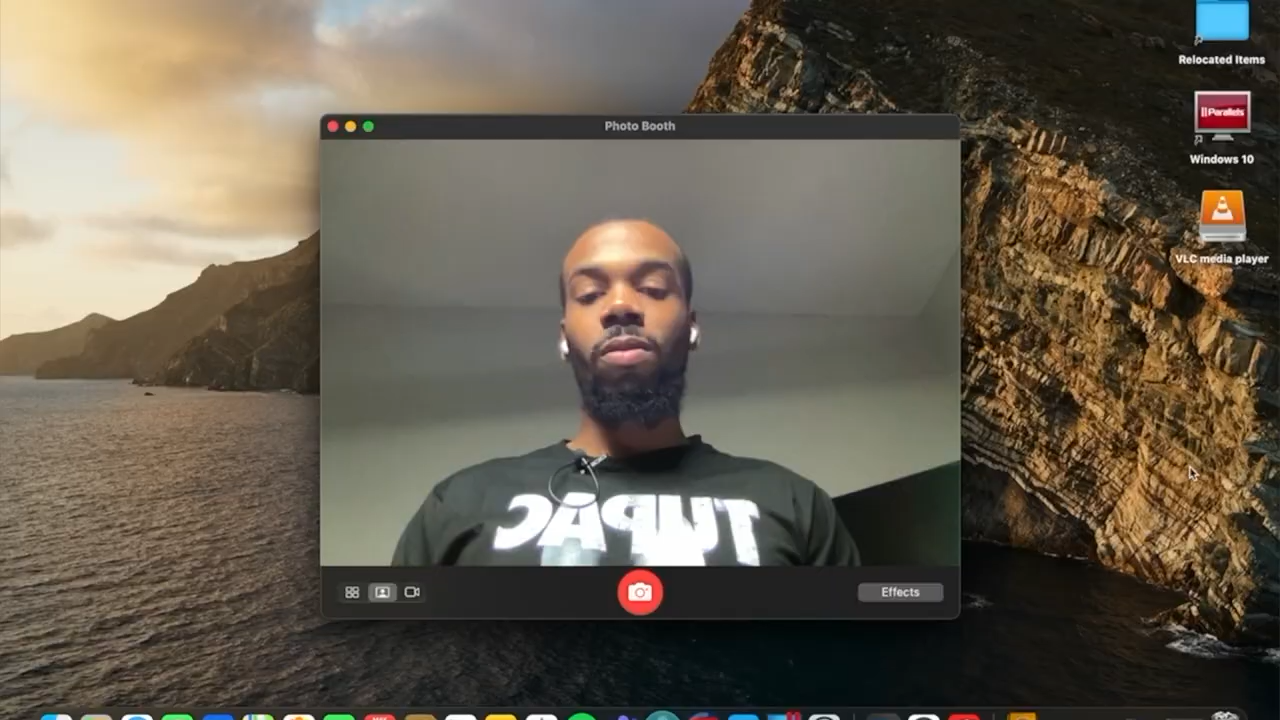 Photo Booth
Relocated Items
Parallels
Windows 10
VLC media player
TUPAC
Effects